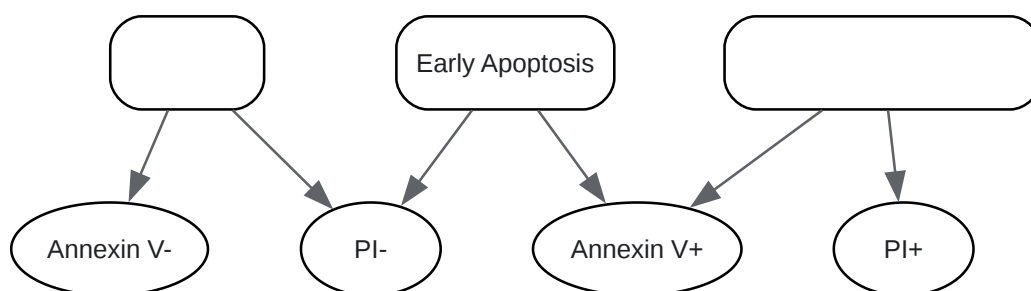 Early Apoptosis
Annexin V-
PI-
Annexin V+
PI+